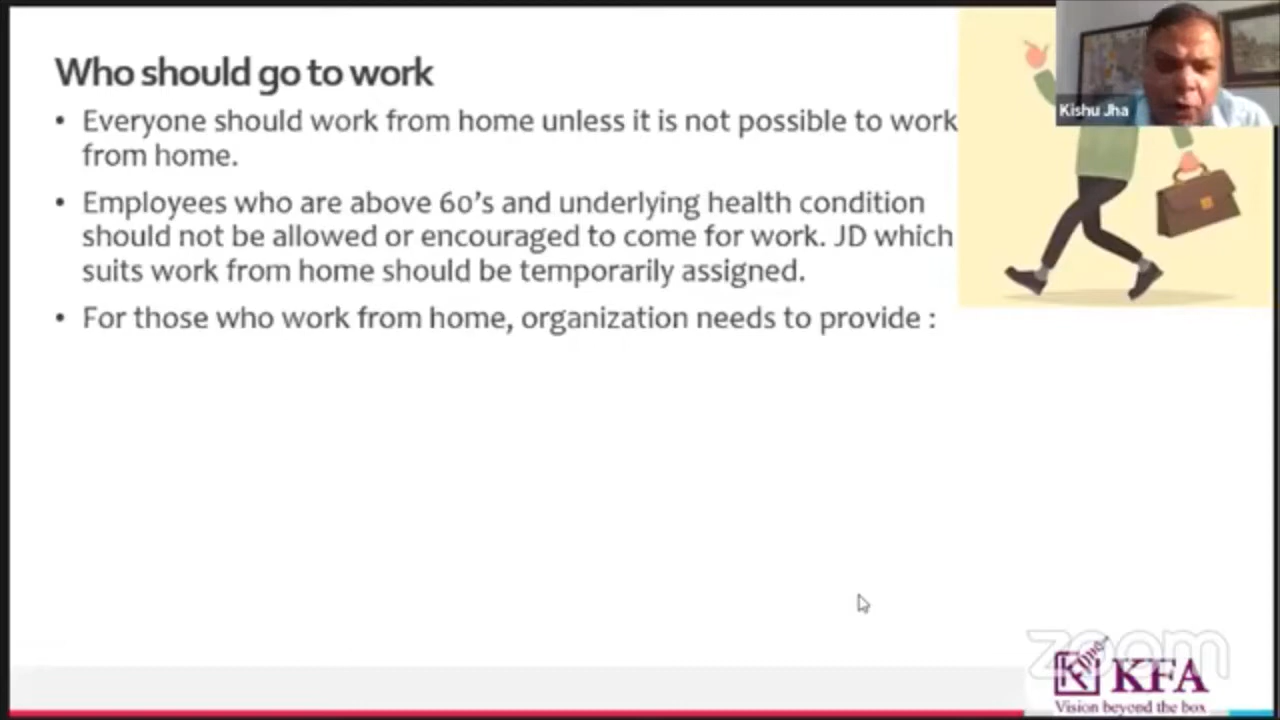 Who should go to work
Kishu Jha
• Everyone should work from home unless it is not possible to work
from home.
• Employees who are above 60's and underlying health condition
should not be allowed or encouraged to come for work. JD which
suits work from home should be temporarily assigned.
• For those who work from home, organization needs to provide :
zoom
KFA
Vision beyond the box